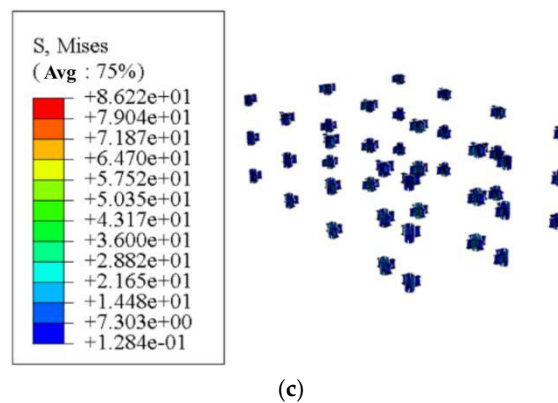 S, Mises
(Avg : 75%)
+8.622e+01
+7.904e+01
+7.187e+01
+6.470e+01
+5.752e+01
+5.035e+01
+4.317e+01
+3.600e+01
+2.882e+01
+2.165e+01
+1.448e+01
+7.303e+00
+1.284e-01
(c)